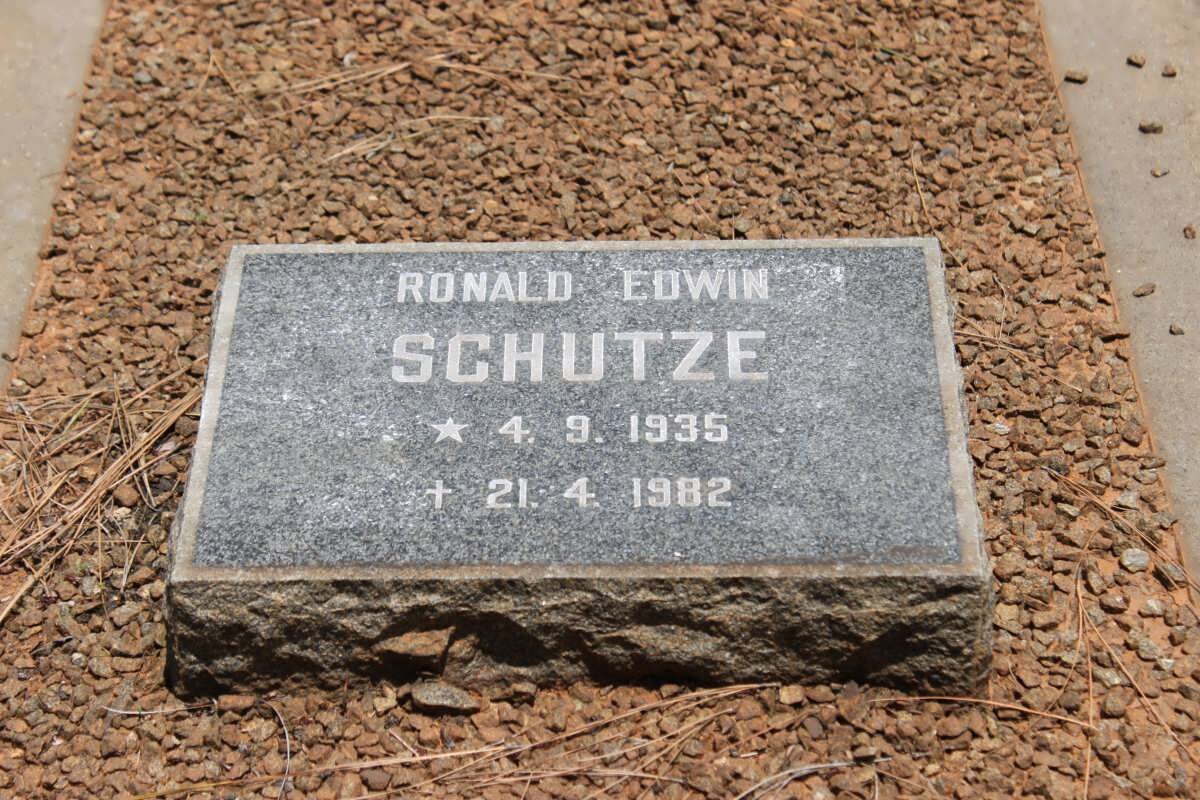 RONALD EDWIN
SCHUTZE
★ 4. 9. 1935
✝ 21. 4. 1982